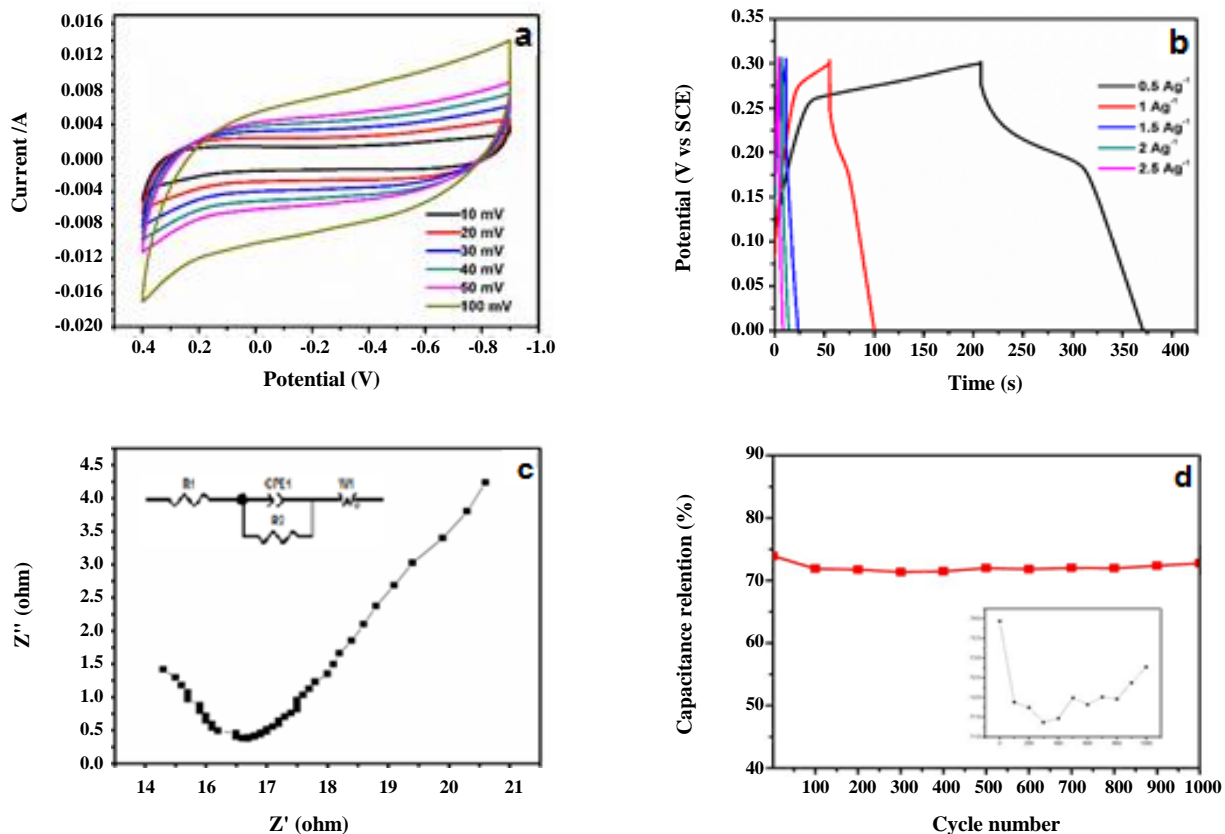 a
0.016
0.012
0.008
0.004
0.000
-0.004
-0.008
-0.012
-0.016
-0.020
Current /A
10 mV
20 mV
30 mV
40 mV
50 mV
100 mV
0.4 0.2 0.0 -0.2 -0.4 -0.6 -0.8 -1.0
Potential (V)
b
0.35
0.30
0.25
0.20
0.15
0.10
0.05
0.00
Potential (V vs SCE)
0.5 Ag⁻¹
1 Ag⁻¹
1.5 Ag⁻¹
2 Ag⁻¹
2.5 Ag⁻¹
0 50 100 150 200 250 300 350 400
Time (s)
c
4.5
4.0
3.5
3.0
2.5
2.0
1.5
1.0
0.5
0.0
Z'' (ohm)
R1 CPE1 W1
R2
14 15 16 17 18 19 20 21
Z' (ohm)
d
90
80
70
60
50
40
Capacitance relention (%)
0 200 400 600 800 1000
100 200 300 400 500 600 700 800 900 1000
Cycle number